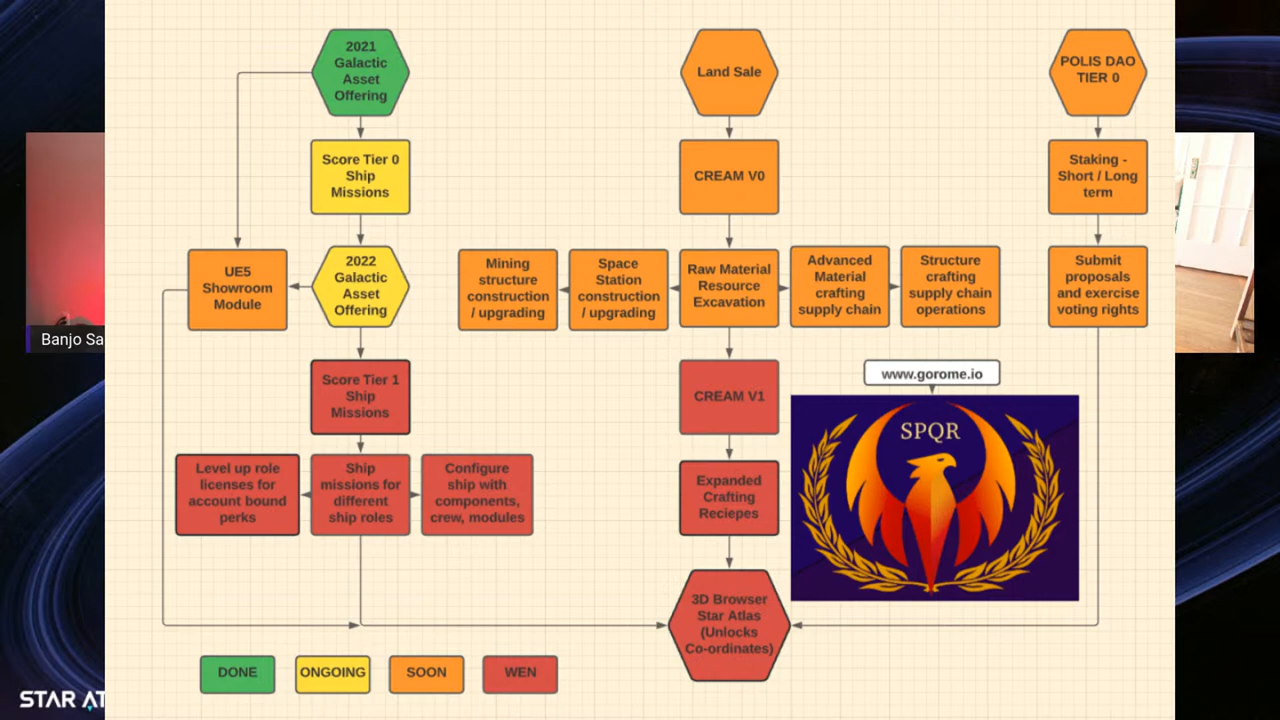 2021
Galactic
Asset
Offering
Land Sale
POLIS DAO
TIER 0
Score Tier 0
Ship
Missions
CREAM V0
Staking -
Short / Long
term
UE5
Showroom
Module
2022
Galactic
Asset
Offering
Mining
structure
construction
/ upgrading
Space
Station
construction
/ upgrading
Raw Material
Resource
Excavation
Advanced
Material
crafting
supply chain
Structure
crafting
supply chain
operations
Submit
proposals
and exercise
voting rights
Banjo Sa
Score Tier 1
Ship
Missions
CREAM V1
www.gorome.io
SPQR
Level up role
licenses for
account bound
perks
Ship
missions for
different
ship roles
Configure
ship with
components,
crew, modules
Expanded
Crafting
Reciepes
3D Browser
Star Atlas
(Unlocks
Co-ordinates)
DONE
ONGOING
SOON
WEN
STAR AT